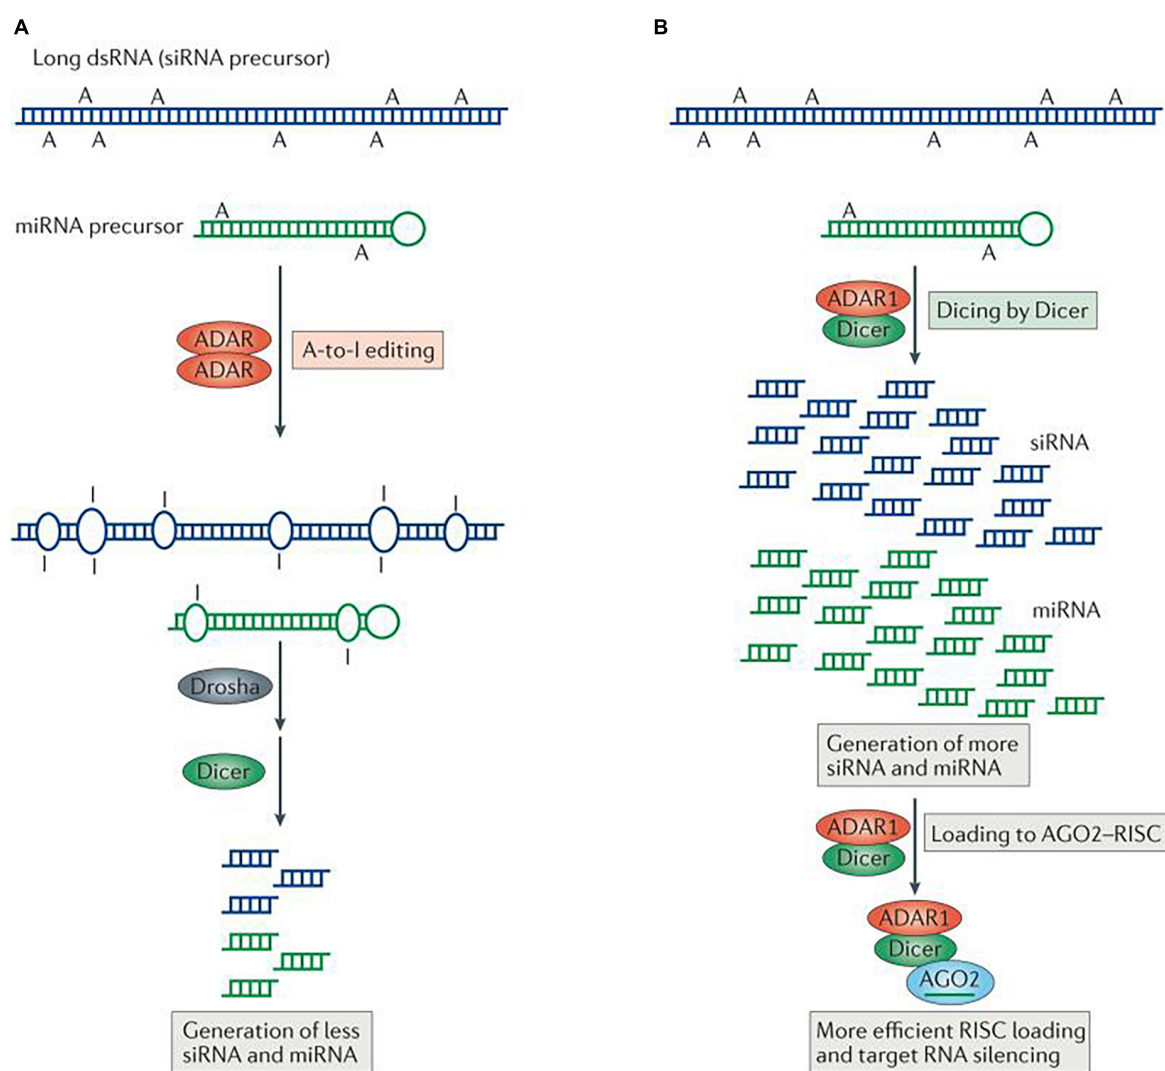 A
Long dsRNA (siRNA precursor)
A A A A
A A A A
miRNA precursor
A
A
ADAR
ADAR
A-to-I editing
I I I I
I I I I
I
I
Drosha
Dicer
Generation of less
siRNA and miRNA
B
A A A A
A A A A
A
A
ADAR1
Dicer
Dicing by Dicer
siRNA
miRNA
Generation of more
siRNA and miRNA
ADAR1
Dicer
Loading to AGO2–RISC
ADAR1
Dicer
AGO2
More efficient RISC loading
and target RNA silencing